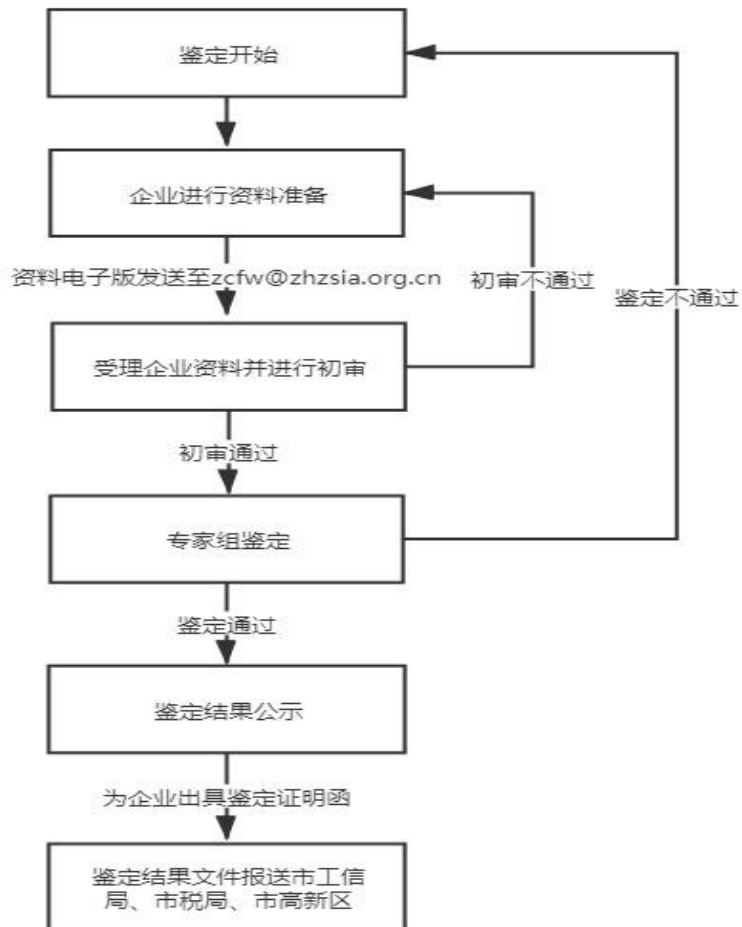 鉴定开始
企业进行资料准备
资料电子版发送至zcfw@zhzsia.org.cn
初审不通过
鉴定不通过
受理企业资料并进行初审
初审通过
专家组鉴定
鉴定通过
鉴定结果公示
为企业出具鉴定证明函
鉴定结果文件报送市工信
局、市税局、市高新区